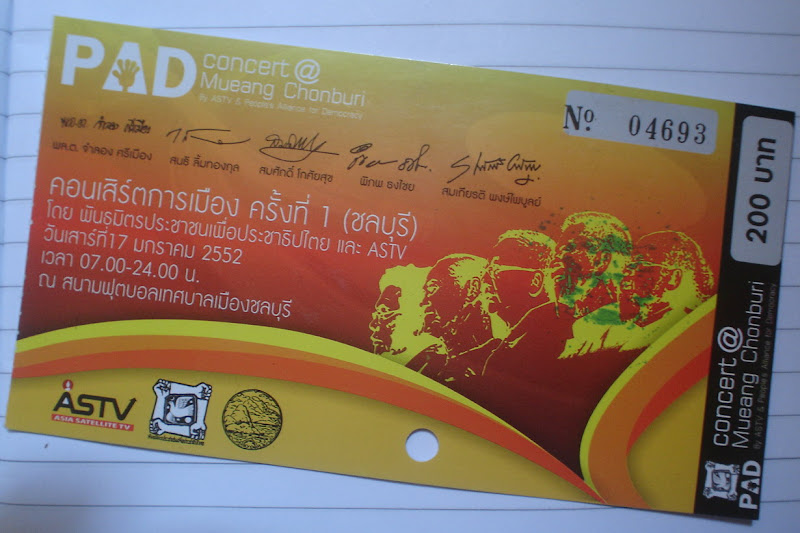 PAD concert @
Mueang Chonburi
By ASTV & People's Alliance for Democracy
Nº 04693
พล.ต. จำลอง ศรีเมือง สนธิ ลิ้มทองกุล สมศักดิ์ โกศัยสุข พิภพ ธงไชย สมเกียรติ พงษ์ไพบูลย์
คอนเสิร์ตการเมือง ครั้งที่ 1 (ชลบุรี)
โดย พันธมิตรประชาชนเพื่อประชาธิปไตย และ ASTV
วันเสาร์ที่17 มกราคม 2552
เวลา 07.00-24.00 น.
ณ สนามฟุตบอลเทศบาลเมืองชลบุรี
ASTV
ASIA SATELLITE TV
200 บาท
PAD concert @
Mueang Chonburi
By ASTV & People's Alliance for Democracy